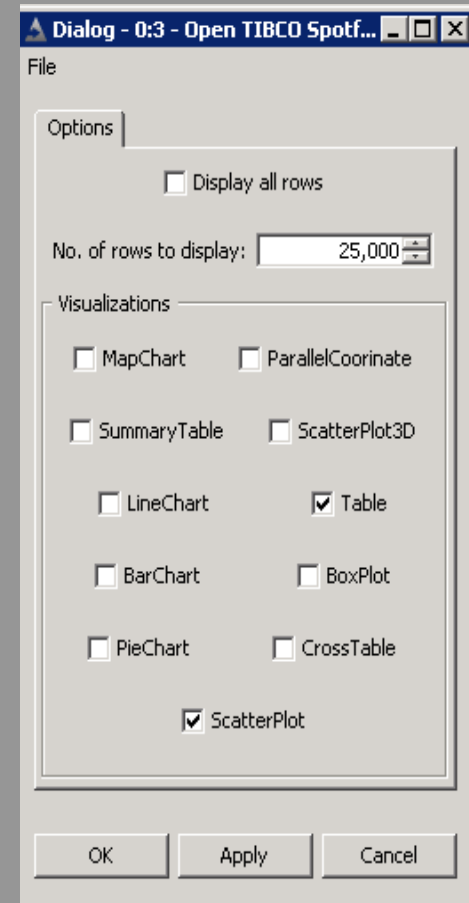 Dialog - 0:3 - Open TIBCO Spotf...
File
Options
Display all rows
No. of rows to display: 25,000
Visualizations
MapChart ParallelCoorinate
SummaryTable ScatterPlot3D
LineChart Table
BarChart BoxPlot
PieChart CrossTable
ScatterPlot
OK Apply Cancel